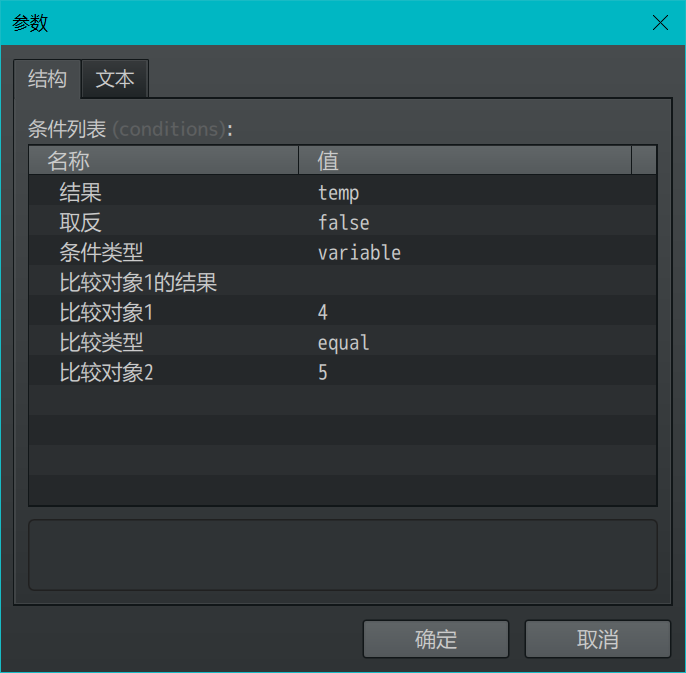 参数
结构 文本
条件列表 (conditions):
名称 值
结果 temp
取反 false
条件类型 variable
比较对象1的结果
比较对象1 4
比较类型 equal
比较对象2 5
确定 取消